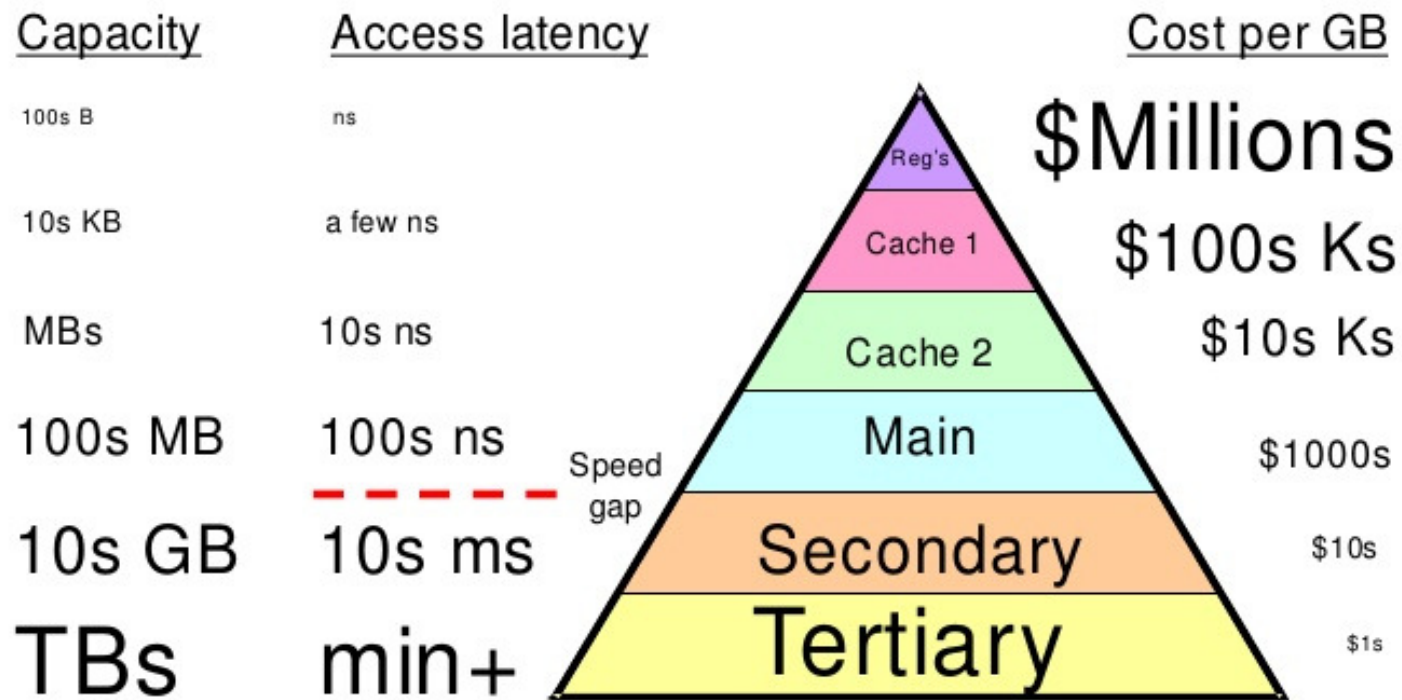 Capacity Access latency Cost per GB
100s B ns Reg's $Millions
10s KB a few ns Cache 1 $100s Ks
MBs 10s ns Cache 2 $10s Ks
100s MB 100s ns Main $1000s
Speed
gap
10s GB 10s ms Secondary $10s
TBs min+ Tertiary $1s